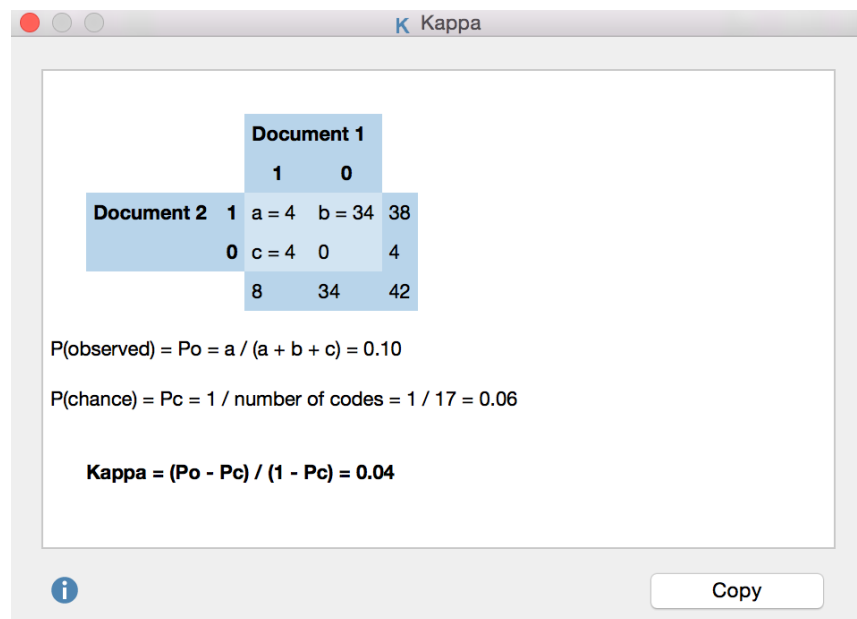 K Kappa
Document 1
1 0
Document 2 1 a = 4 b = 34 38
0 c = 4 0 4
8 34 42
P(observed) = Po = a / (a + b + c) = 0.10
P(chance) = Pc = 1 / number of codes = 1 / 17 = 0.06
Kappa = (Po - Pc) / (1 - Pc) = 0.04
i
Copy